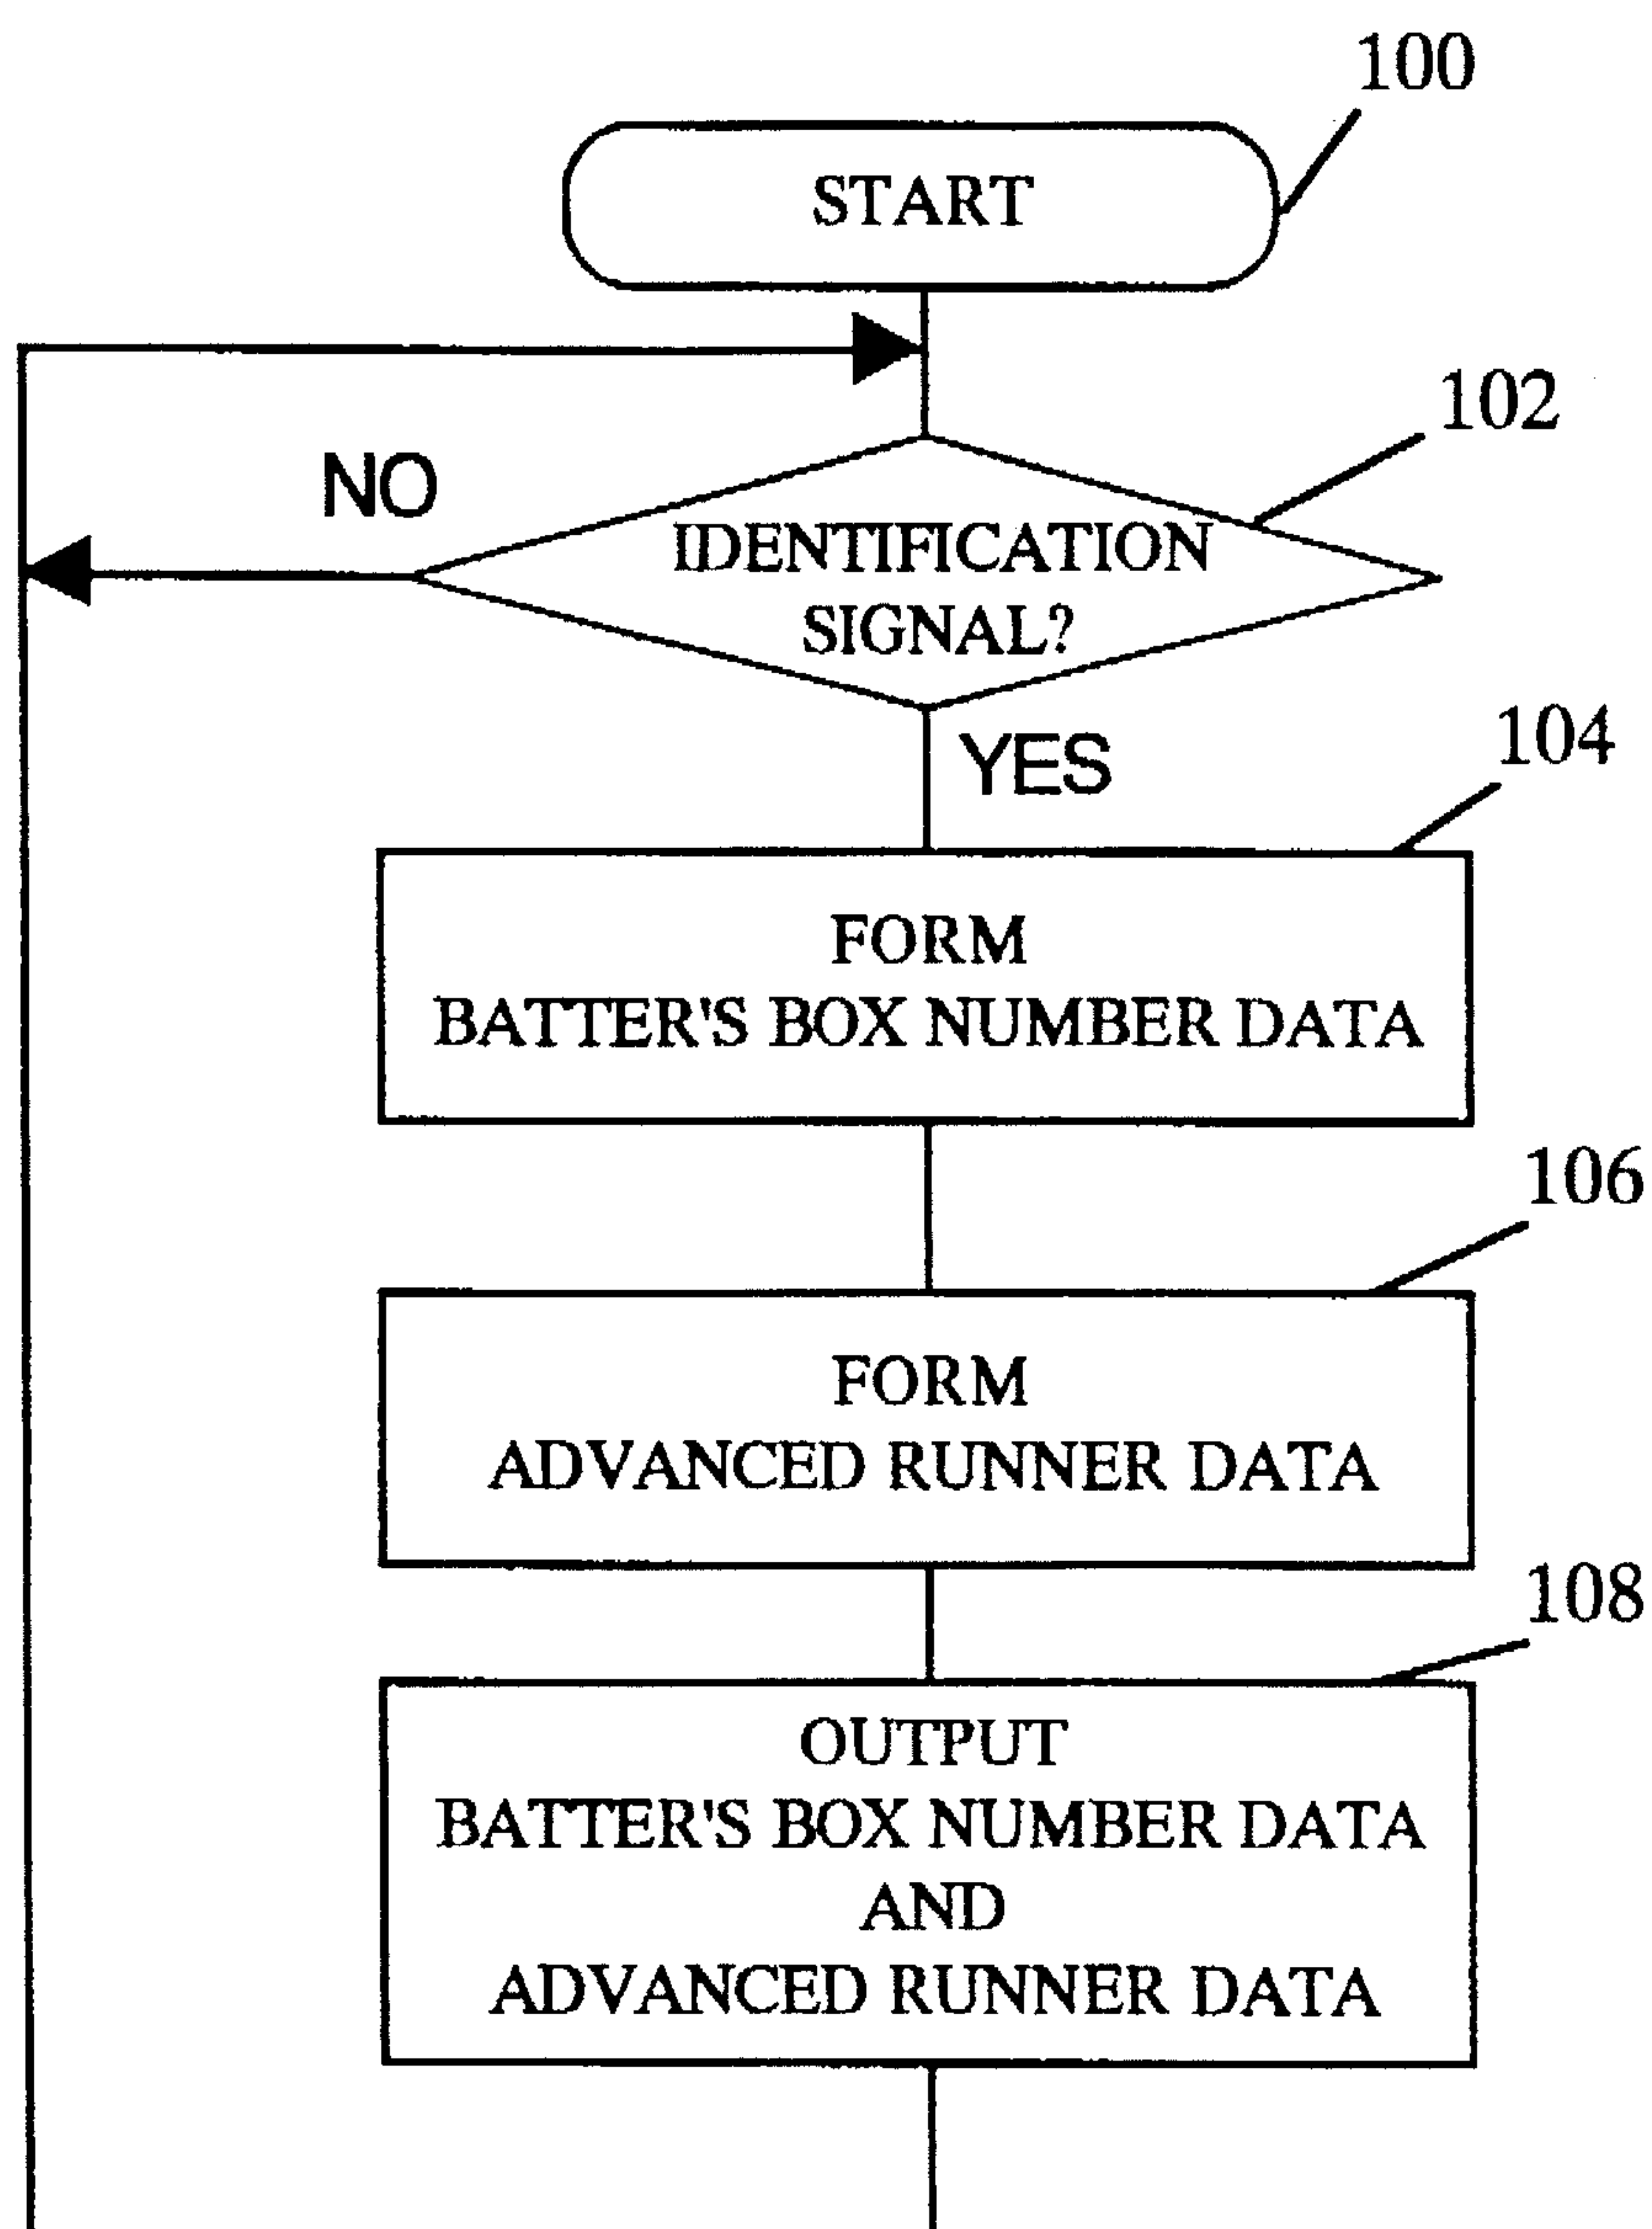 100
START
102
NO
IDENTIFICATION
SIGNAL?
YES
104
FORM
BATTER'S BOX NUMBER DATA
106
FORM
ADVANCED RUNNER DATA
108
OUTPUT
BATTER'S BOX NUMBER DATA
AND
ADVANCED RUNNER DATA